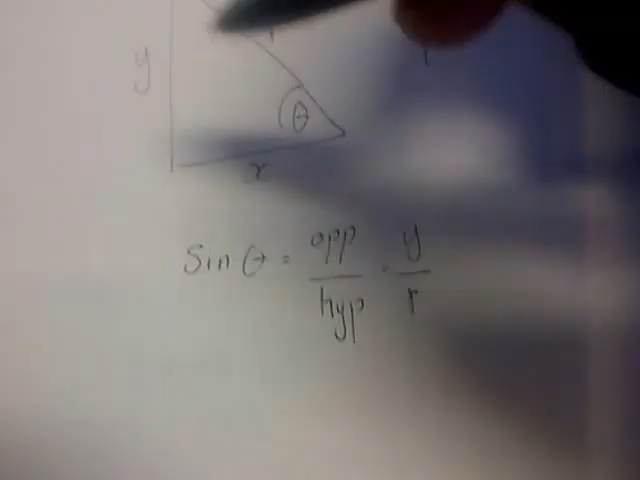 y
θ
x
sin θ = opp/hyp = y/r